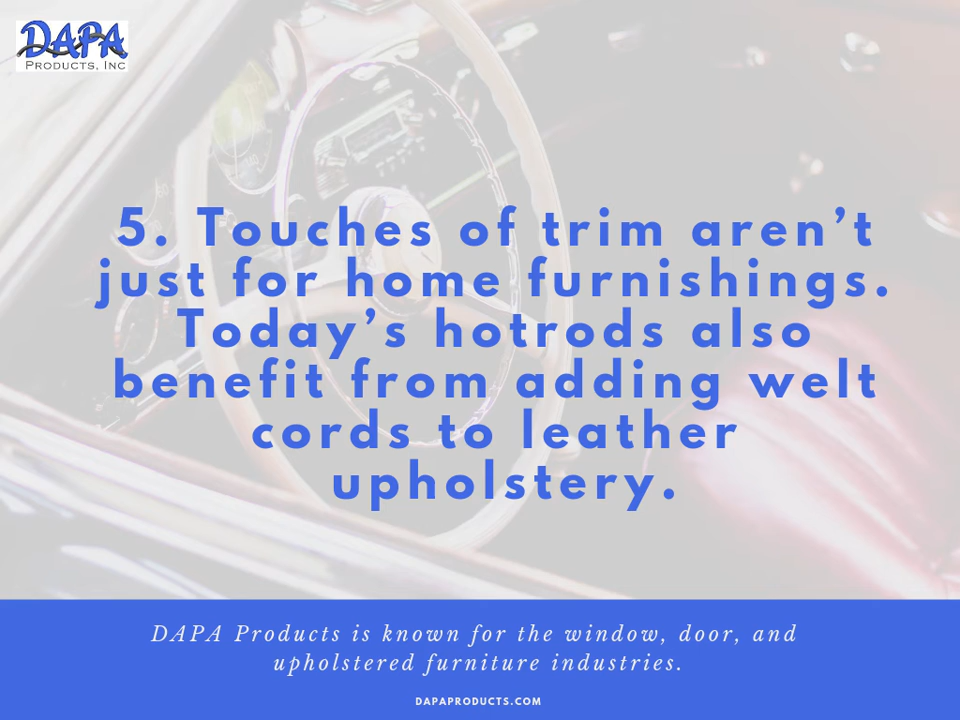 DAPA
PRODUCTS, INC
5. Touches of trim aren’t
just for home furnishings.
Today’s hotrods also
benefit from adding welt
cords to leather
upholstery.
DAPA Products is known for the window, door, and
upholstered furniture industries.
DAPAPRODUCTS.COM